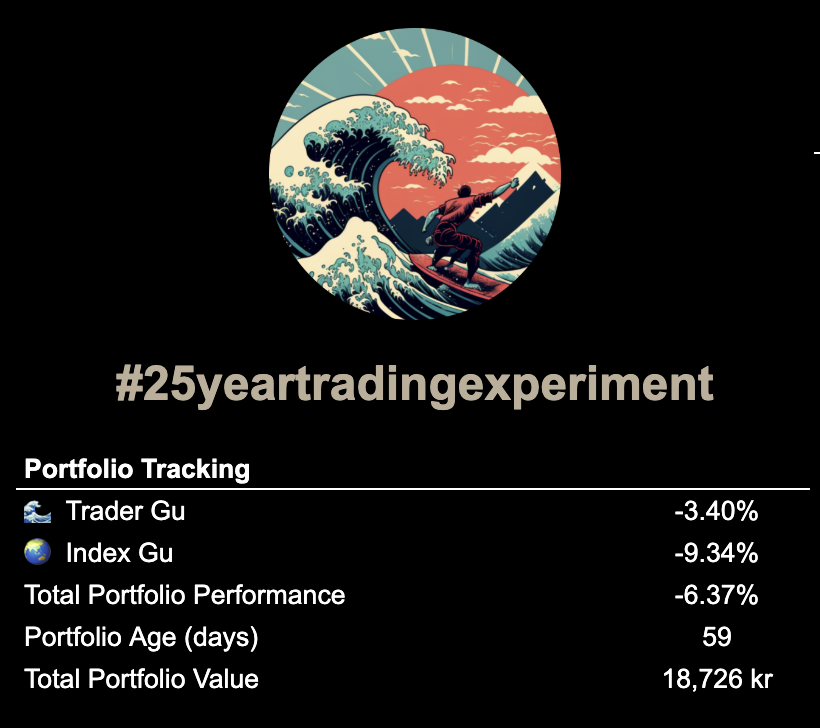 #25yeartradingexperiment
Portfolio Tracking
🌊 Trader Gu -3.40%
🌏 Index Gu -9.34%
Total Portfolio Performance -6.37%
Portfolio Age (days) 59
Total Portfolio Value 18,726 kr